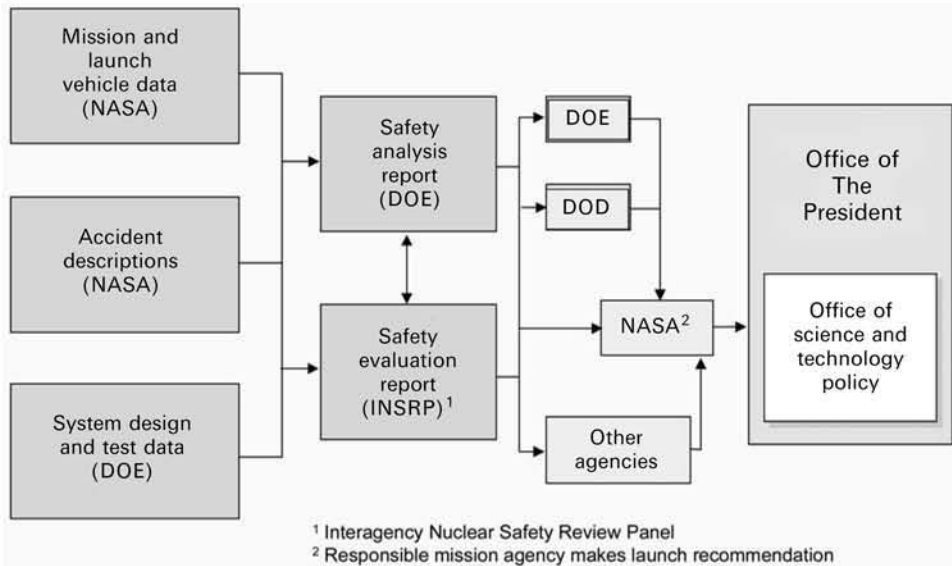 Mission and
launch
vehicle data
(NASA)
Accident
descriptions
(NASA)
System design
and test data
(DOE)
Safety
analysis
report
(DOE)
Safety
evaluation
report
(INSRP)¹
DOE
DOD
NASA²
Other
agencies
Office of
The
President
Office of
science and
technology
policy
¹ Interagency Nuclear Safety Review Panel
² Responsible mission agency makes launch recommendation